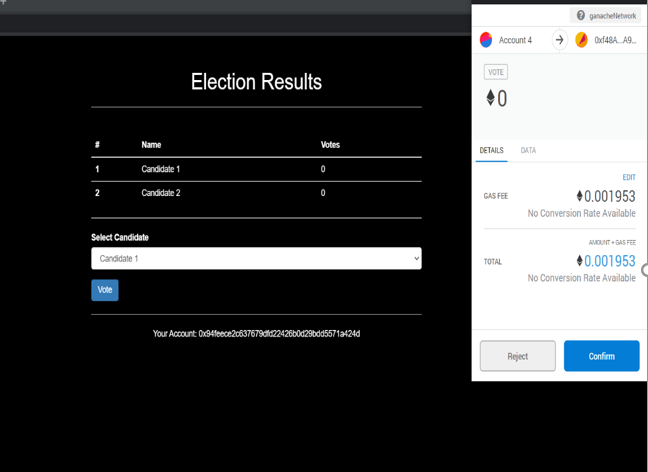 Election Results
# Name Votes
1 Candidate 1 0
2 Candidate 2 0
Select Candidate
Candidate 1
Vote
Your Account: 0x94feece2c637679dfd22426b0d29bdd5571a424d
ganacheNetwork
Account 4 0xf48A...A9...
VOTE
0
DETAILS DATA
EDIT
GAS FEE 0.001953
No Conversion Rate Available
AMOUNT + GAS FEE
TOTAL 0.001953
No Conversion Rate Available
Reject Confirm